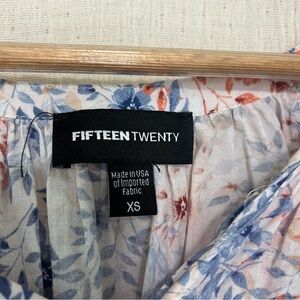 FIFTEEN TWENTY
Made in USA
of Imported
Fabric
XS